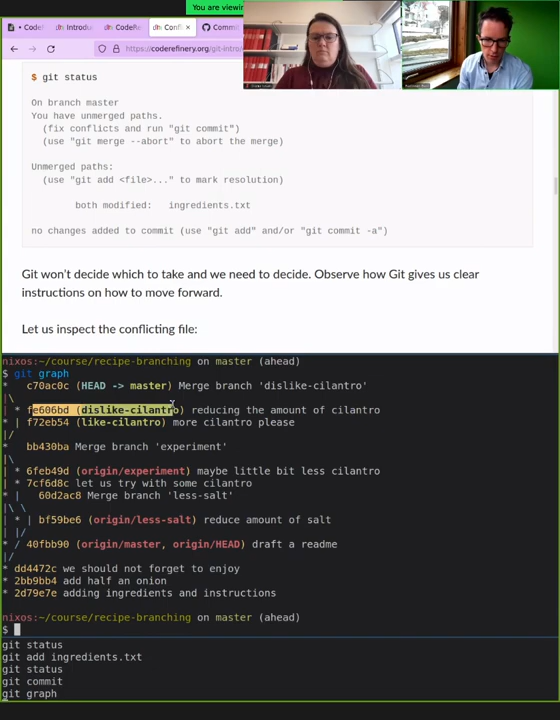 You are viewin
CodeR
Introdu
CodeRe
Confl
Commit
https://coderefinery.org/git-intro/
$ git status
On branch master
You have unmerged paths.
(fix conflicts and run "git commit")
(use "git merge --abort" to abort the merge)
Unmerged paths:
(use "git add <file>..." to mark resolution)
both modified:   ingredients.txt
no changes added to commit (use "git add" and/or "git commit -a")
Git won't decide which to take and we need to decide. Observe how Git gives us clear
instructions on how to move forward.
Let us inspect the conflicting file:
nixos:~/course/recipe-branching on master (ahead)
$ git graph
*   c70ac0c (HEAD -> master) Merge branch 'dislike-cilantro'
|\
| * fe606bd (dislike-cilantro) reducing the amount of cilantro
* | f72eb54 (like-cilantro) more cilantro please
|/
*   bb430ba Merge branch 'experiment'
|\
| * 6feb49d (origin/experiment) maybe little bit less cilantro
| * 7cf6d8c let us try with some cilantro
* |   60d2ac8 Merge branch 'less-salt'
|\ \
| * | bf59be6 (origin/less-salt) reduce amount of salt
| |/
* / 40fbb90 (origin/master, origin/HEAD) draft a readme
|/
* dd4472c we should not forget to enjoy
* 2bb9bb4 add half an onion
* 2d79e7e adding ingredients and instructions
nixos:~/course/recipe-branching on master (ahead)
$
git status
git add ingredients.txt
git status
git commit
git graph